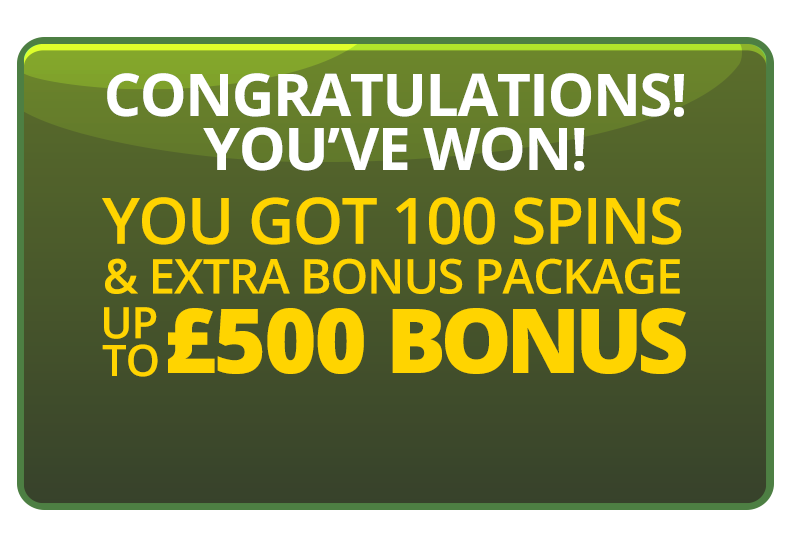 CONGRATULATIONS!
YOU’VE WON!
YOU GOT 100 SPINS
& EXTRA BONUS PACKAGE
UP TO £500 BONUS